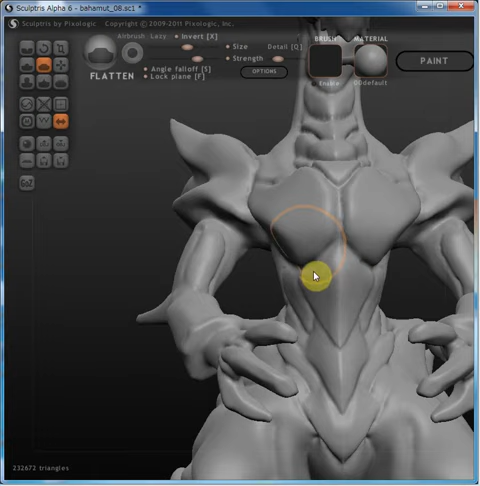 Sculptris Alpha 6 - bahamut_08.sc1 *
Sculptris by Pixologic Copyright © 2009-2011 Pixologic, Inc.
Airbrush Lazy Invert [X]
Size Detail [Q]
Strength
FLATTEN
Angle falloff [S]
Lock plane [F]
OPTIONS
BRUSH MATERIAL
Enable
PAINT
232672 triangles